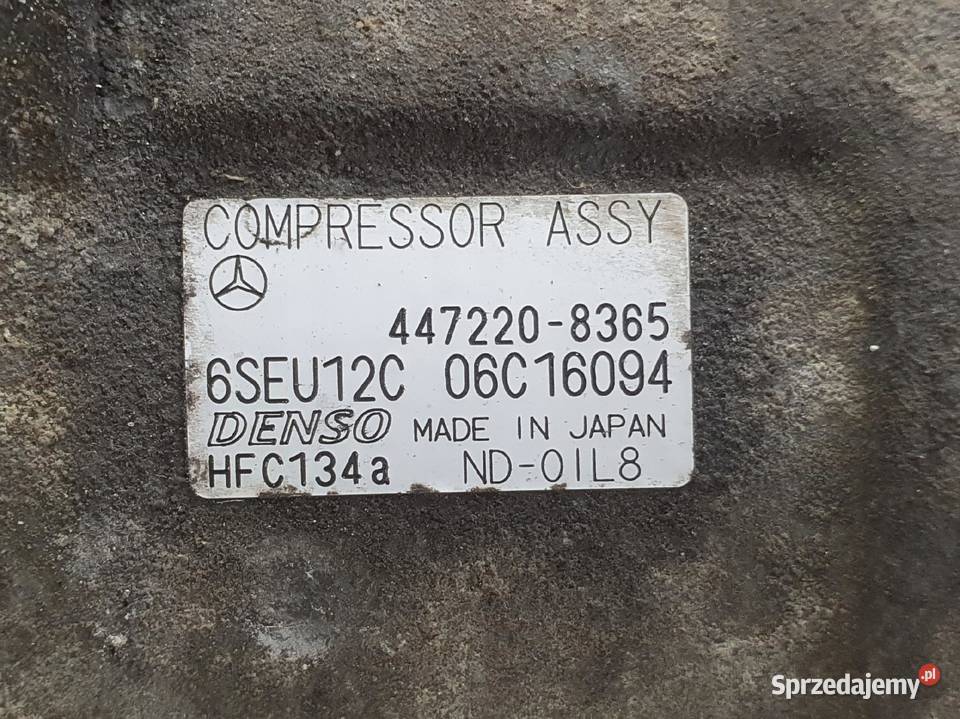 COMPRESSOR ASSY
447220-8365
6SEU12C 06C16094
DENSO MADE IN JAPAN
HFC134a ND-OIL8
Sprzedajemy.pl